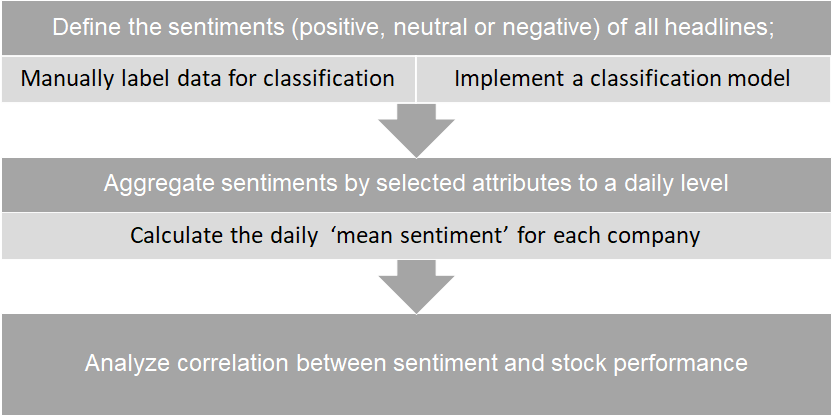 Define the sentiments (positive, neutral or negative) of all headlines;
Manually label data for classification
Implement a classification model
Aggregate sentiments by selected attributes to a daily level
Calculate the daily ‘mean sentiment’ for each company
Analyze correlation between sentiment and stock performance